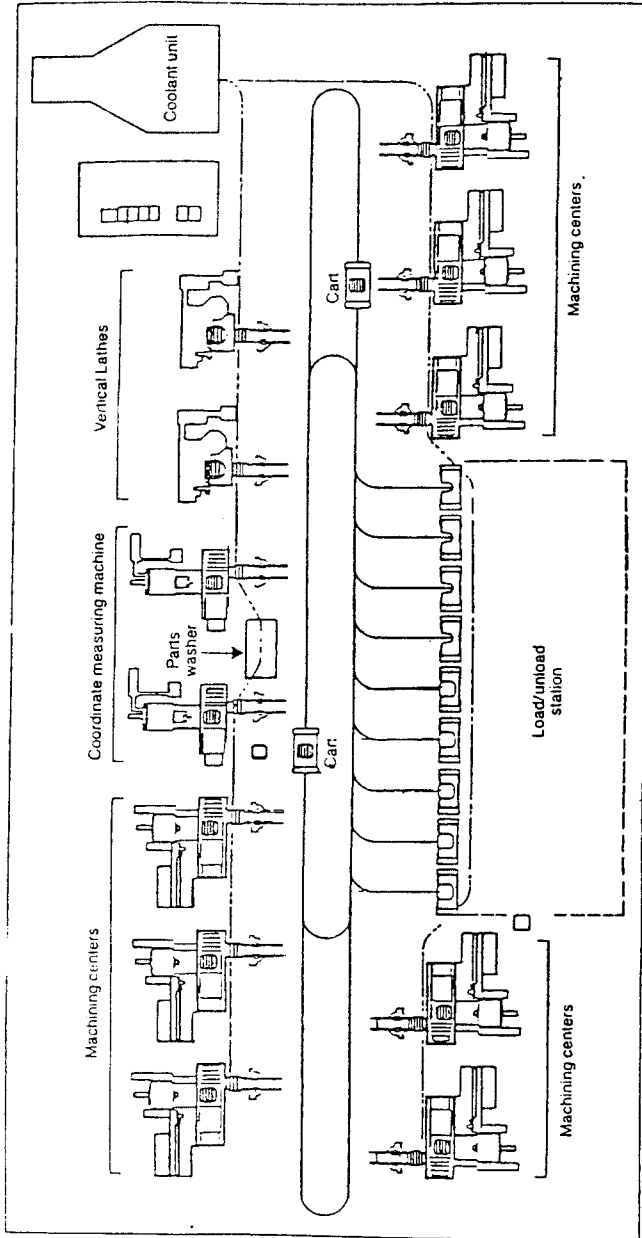 Coolant unit
Vertical Lathes
Coordinate measuring machine
Parts
washer
Machining centers
Cart
Cart
Machining centers
Load/unload
station
Machining centers